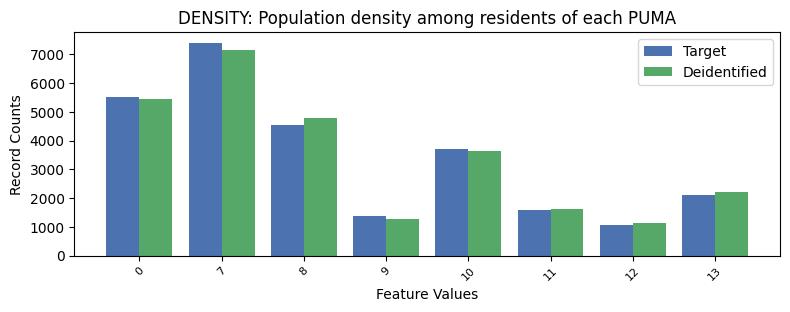 DENSITY: Population density among residents of each PUMA
Target
Deidentified
Record Counts
7000
6000
5000
4000
3000
2000
1000
0
0 7 8 9 10 11 12 13
Feature Values